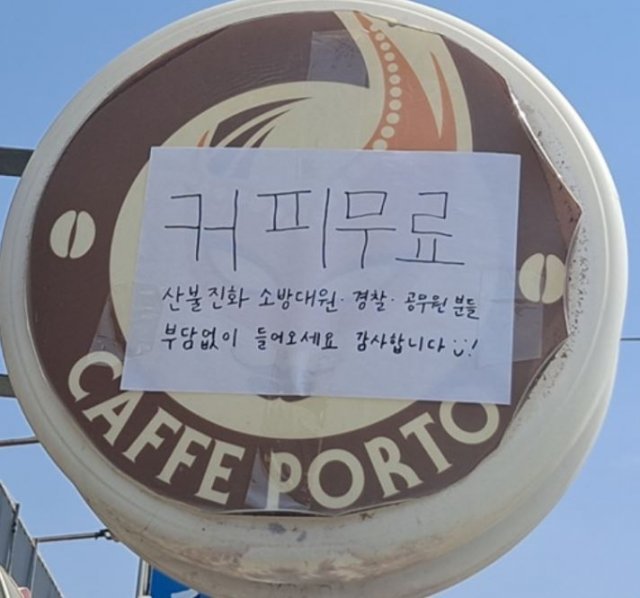 커피무료
산불진화 소방대원· 경찰· 공무원분들
부담없이 들어오세요 감사합니다 :)!
CAFFE PORTO